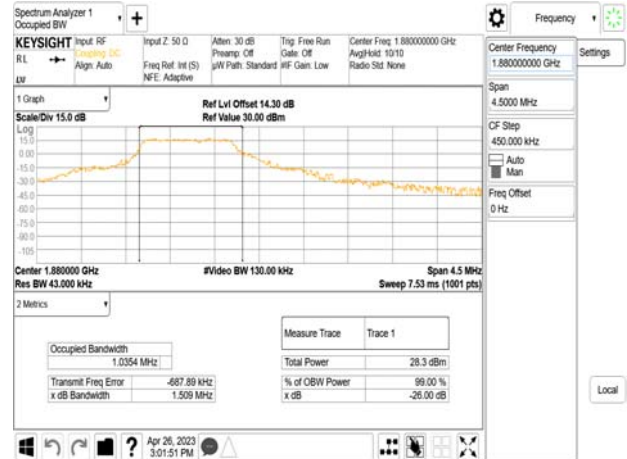 Spectrum Analyzer 1
Occupied BW
Frequency
KEYSIGHT
Input: RF
Input Z: 50 Ω
Atten: 30 dB
Trig: Free Run
Center Freq: 1.880000000 GHz
RL
Coupling: DC
Preamp: Off
Gate: Off
Avg|Hold: 10/10
Align: Auto
Freq Ref: Int (S)
µW Path: Standard
#IF Gain: Low
Radio Std: None
NFE: Adaptive
Center Frequency
1.880000000 GHz
Settings
Span
4.5000 MHz
CF Step
450.000 kHz
Auto
Man
Freq Offset
0 Hz
Local
1 Graph
Ref Lvl Offset 14.30 dB
Scale/Div 15.0 dB
Ref Value 30.00 dBm
Log
15.0
0.00
-15.0
-30.0
-45.0
-60.0
-75.0
-90.0
-105
Center 1.880000 GHz
#Video BW 130.00 kHz
Span 4.5 MHz
Res BW 43.000 kHz
Sweep 7.53 ms (1001 pts)
2 Metrics
Measure Trace Trace 1
Occupied Bandwidth
1.0354 MHz
Total Power 28.3 dBm
Transmit Freq Error -687.89 kHz
% of OBW Power 99.00 %
x dB Bandwidth 1.509 MHz
x dB -26.00 dB
?
Apr 26, 2023
3:01:51 PM